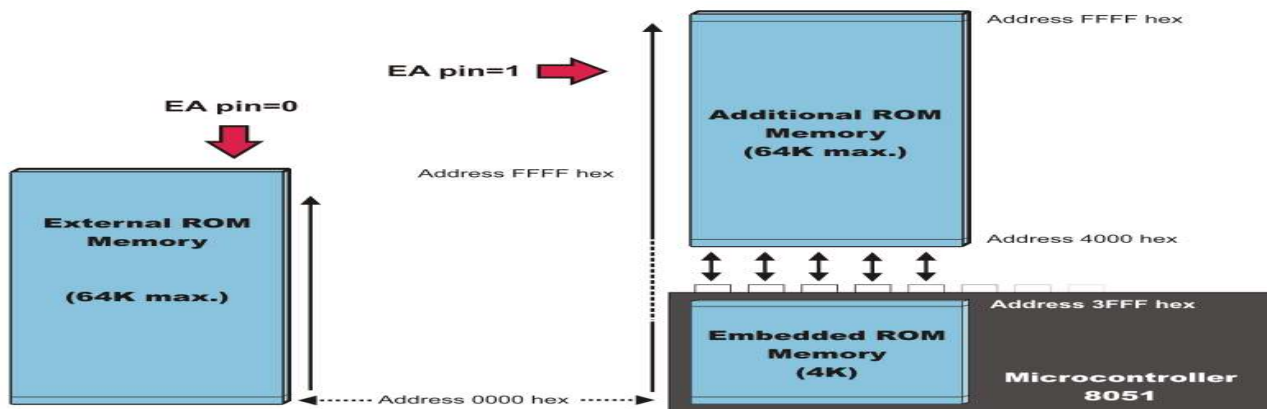 Address FFFF hex
EA pin=1
EA pin=0
Additional ROM
Memory
(64K max.)
Address FFFF hex
External ROM
Memory
(64K max.)
Address 4000 hex
Address 3FFF hex
Embedded ROM
Memory
(4K)
Microcontroller
8051
Address 0000 hex